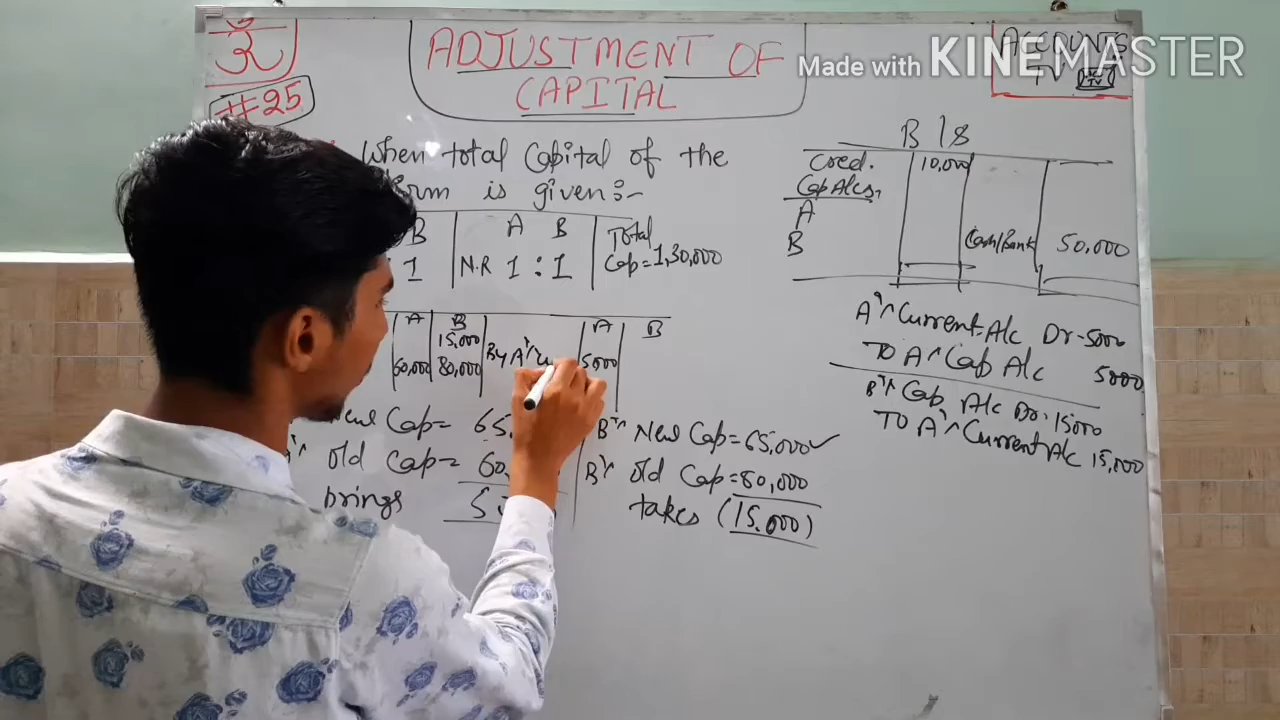 ॐ
#25
ADJUSTMENT OF
CAPITAL
ACCOUNTS
TV
Made with KINEMASTER
When total Capital of the
firm is given :-
B
1
N.R
A B
1 : 1
Total
Cap = 1,30,000
A B
15,000
60,000 80,000
By A's
A B
5000
New Cap = 65
old Cap = 60
brings 5
B's New Cap = 65,000 ✓
B's old Cap = 80,000
takes (15,000)
B/S
Cred. 10,000
Cap A/cs.
A
B
Cash/Bank 50,000
A's Current A/c Dr - 5000
TO A's Cap A/c 5000
B's Cap A/c Dr. 15000
TO A's Current A/c 15,000